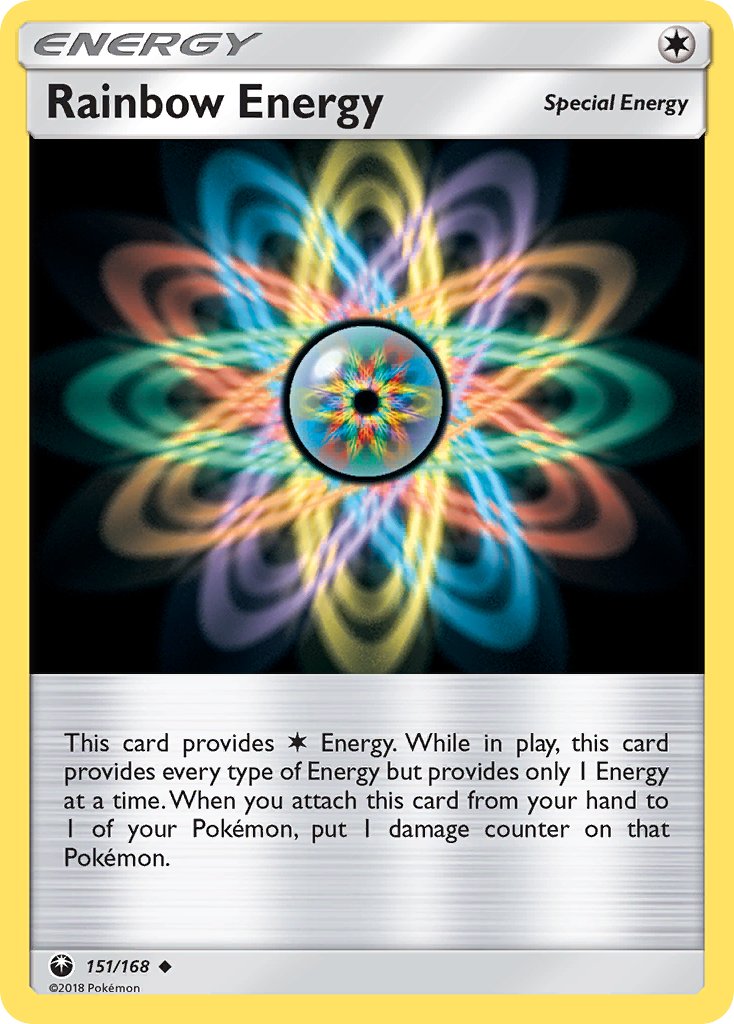 ENERGY
Rainbow Energy
Special Energy
This card provides ✶ Energy. While in play, this card
provides every type of Energy but provides only 1 Energy
at a time. When you attach this card from your hand to
1 of your Pokémon, put 1 damage counter on that
Pokémon.
151/168 ◆
©2018 Pokémon